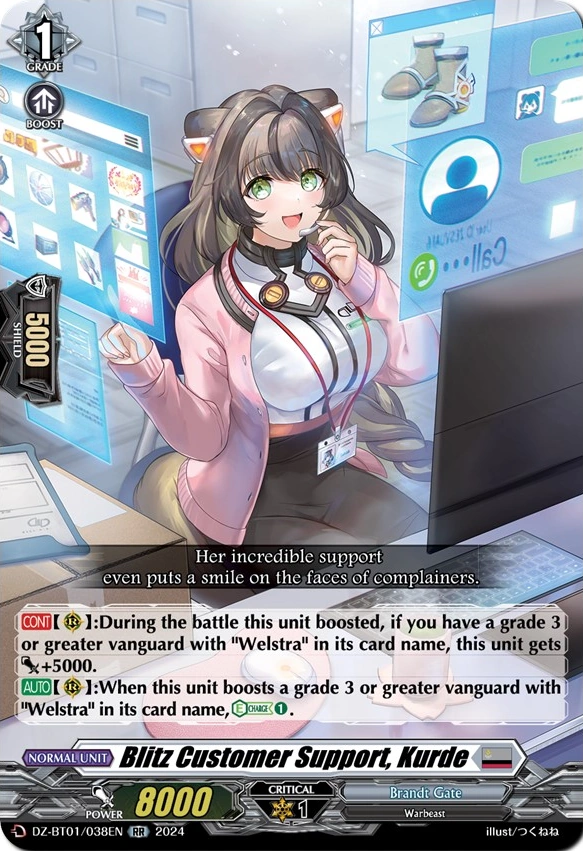 1
GRADE
BOOST
Call...
5000
SHIELD
Her incredible support
even puts a smile on the faces of complainers.
CONT【 R 】:During the battle this unit boosted, if you have a grade 3
or greater vanguard with "Welstra" in its card name, this unit gets
+5000.
AUTO【 R 】:When this unit boosts a grade 3 or greater vanguard with
"Welstra" in its card name, E CHARGE 1 .
NORMAL UNIT
Blitz Customer Support, Kurde
POWER 8000
CRITICAL
1
Brandt Gate
Warbeast
D DZ-BT01/038EN RR 2024
illust/つくねね